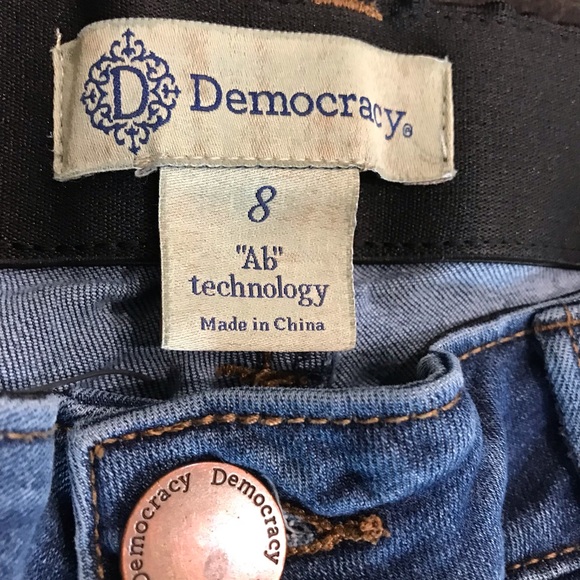 D Democracy®
8
"Ab"
technology
Made in China
Democracy Democracy